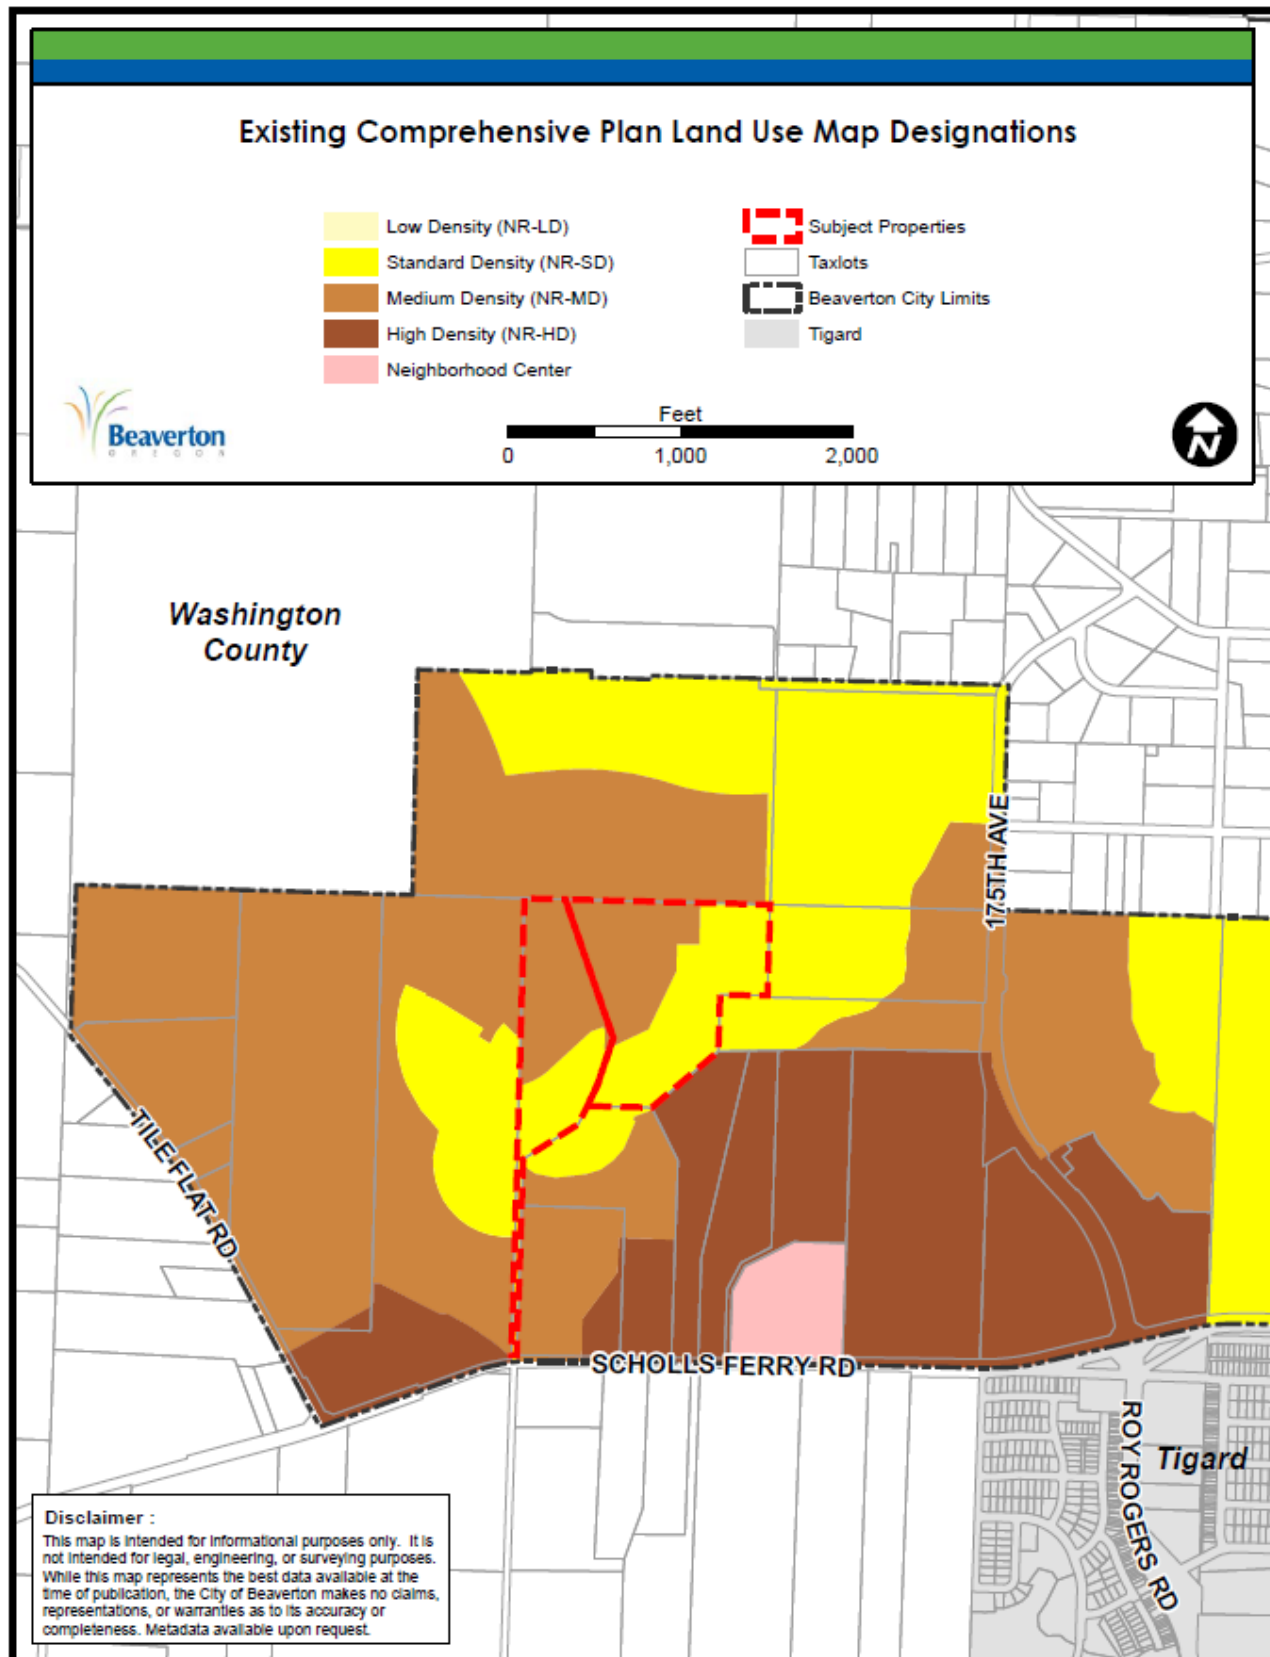 Existing Comprehensive Plan Land Use Map Designations
Low Density (NR-LD)
Standard Density (NR-SD)
Medium Density (NR-MD)
High Density (NR-HD)
Neighborhood Center
Subject Properties
Taxlots
Beaverton City Limits
Tigard
Beaverton
OREGON
Feet
0 1,000 2,000
N
Washington
County
175TH AVE
TILE FLAT RD
SCHOLLS FERRY RD
ROY ROGERS RD
Tigard
Disclaimer :
This map is intended for informational purposes only. It is
not intended for legal, engineering, or surveying purposes.
While this map represents the best data available at the
time of publication, the City of Beaverton makes no claims,
representations, or warranties as to its accuracy or
completeness. Metadata available upon request.